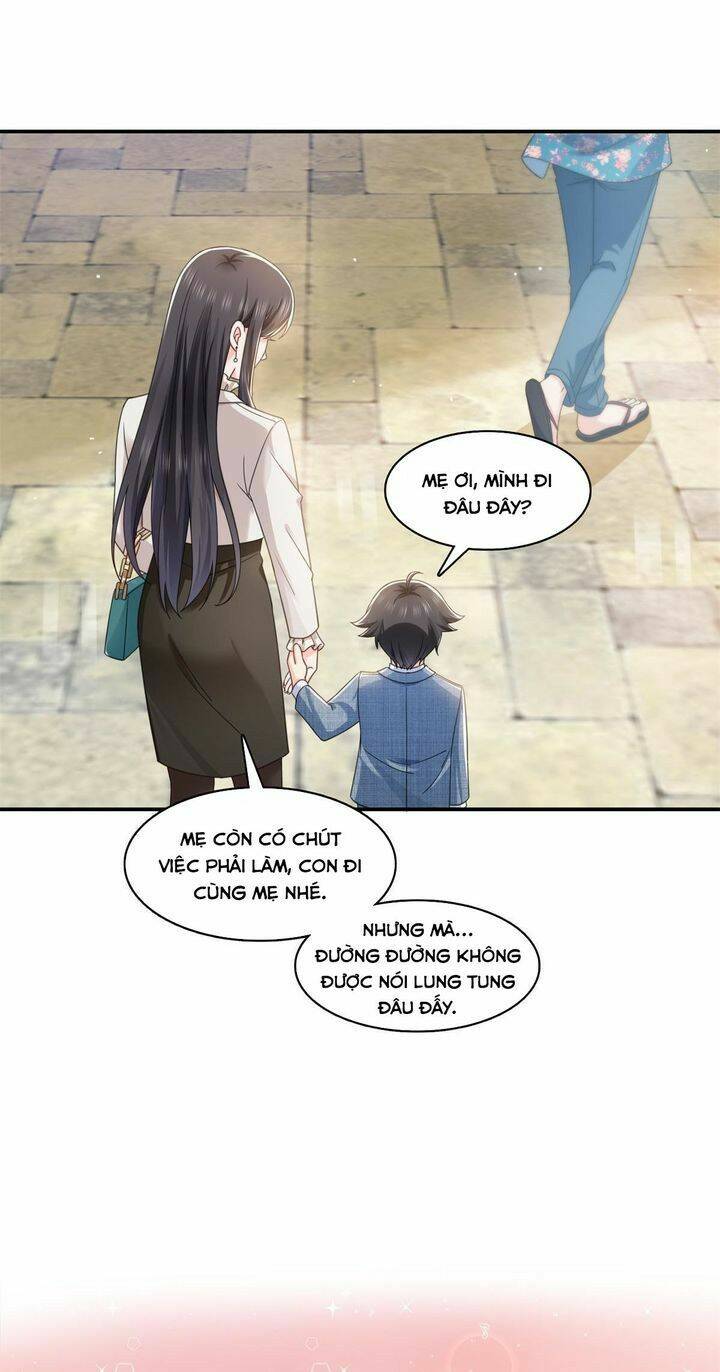 MẸ ƠI, MÌNH ĐI
ĐÂU ĐÂY?
MẸ CÒN CÓ CHÚT
VIỆC PHẢI LÀM, CON ĐI
CÙNG MẸ NHÉ.
NHƯNG MÀ...
ĐƯỜNG ĐƯỜNG KHÔNG
ĐƯỢC NÓI LUNG TUNG
ĐÂU ĐẤY.